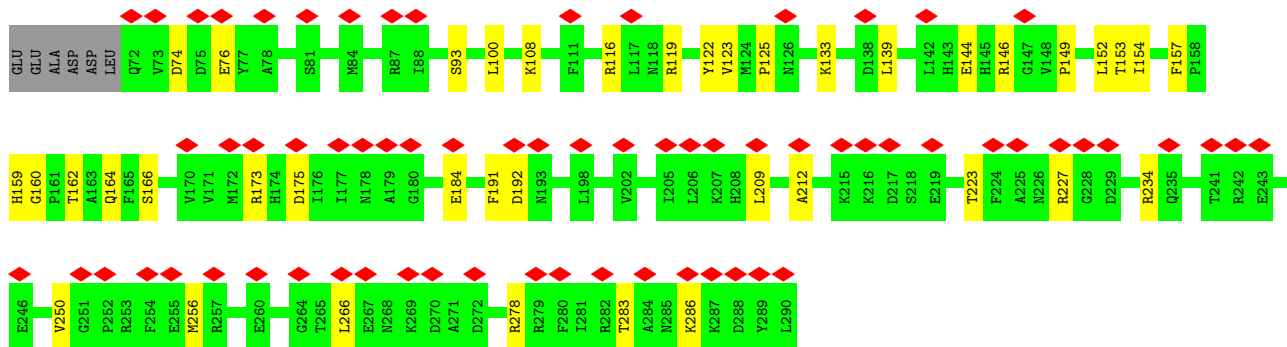 GLU GLU ALA ASP ASP LEU Q72 V73 D74 D75 E76 Y77 A78 S81 M84 R87 I88 S93 L100 K108 F111 R116 L117 N118 R119 Y122 V123 M124 P125 N126 K133 D138 L139 L142 H143 E144 H145 R146 G147 V148 P149 L152 T153 I154 F157 P158
H159 G160 P161 T162 A163 Q164 F165 S166 V170 V171 M172 R173 H174 D175 I176 I177 N178 A179 G180 E184 F191 D192 N193 L198 V202 I205 L206 K207 H208 L209 A212 K215 K216 D217 S218 E219 T223 F224 A225 N226 R227 G228 D229 R234 Q235 T241 R242 E243
E246 V250 G251 P252 R253 F254 E255 M256 R257 E260 G264 T265 L266 E267 N268 K269 D270 A271 D272 R278 R279 F280 I281 R282 T283 A284 N285 K286 K287 D288 Y289 L290